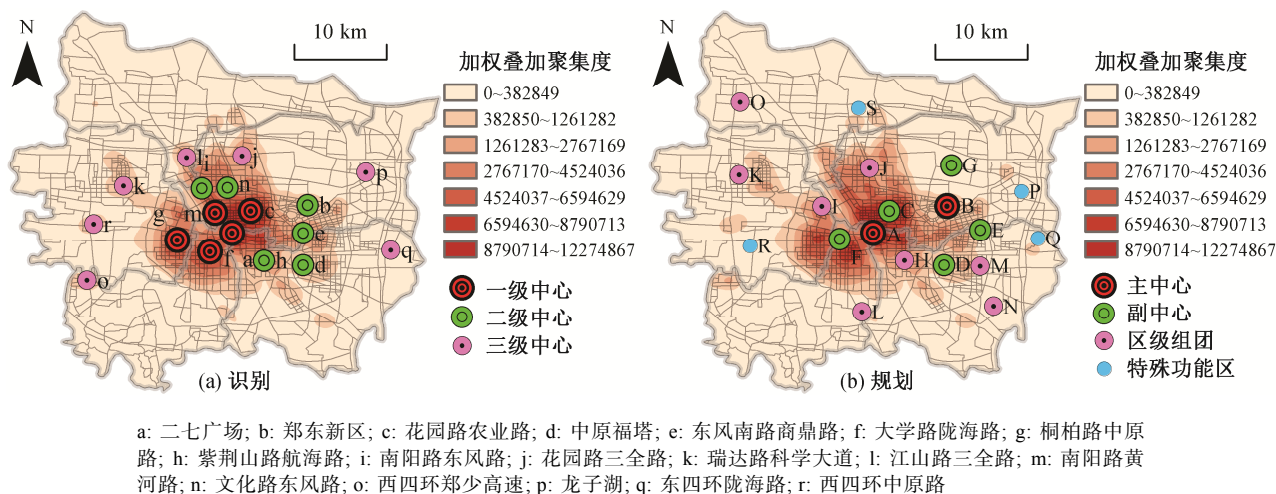 N
10 km
加权叠加聚集度
0~382849
382850~1261282
1261283~2767169
2767170~4524036
4524037~6594629
6594630~8790713
8790714~12274867
一级中心
二级中心
三级中心
l
i
j
n
k
p
m
c
b
g
r
e
f
a
h
d
q
o
(a) 识别
N
10 km
加权叠加聚集度
0~382849
382850~1261282
1261283~2767169
2767170~4524036
4524037~6594629
6594630~8790713
8790714~12274867
主中心
副中心
区级组团
特殊功能区
O
S
J
G
K
P
I
C
B
R
F
A
E
Q
H
D
M
L
N
(b) 规划
a: 二七广场; b: 郑东新区; c: 花园路农业路; d: 中原福塔; e: 东风南路商鼎路; f: 大学路陇海路; g: 桐柏路中原
路; h: 紫荆山路航海路; i: 南阳路东风路; j: 花园路三全路; k: 瑞达路科学大道; l: 江山路三全路; m: 南阳路黄
河路; n: 文化路东风路; o: 西四环郑少高速; p: 龙子湖; q: 东四环陇海路; r: 西四环中原路